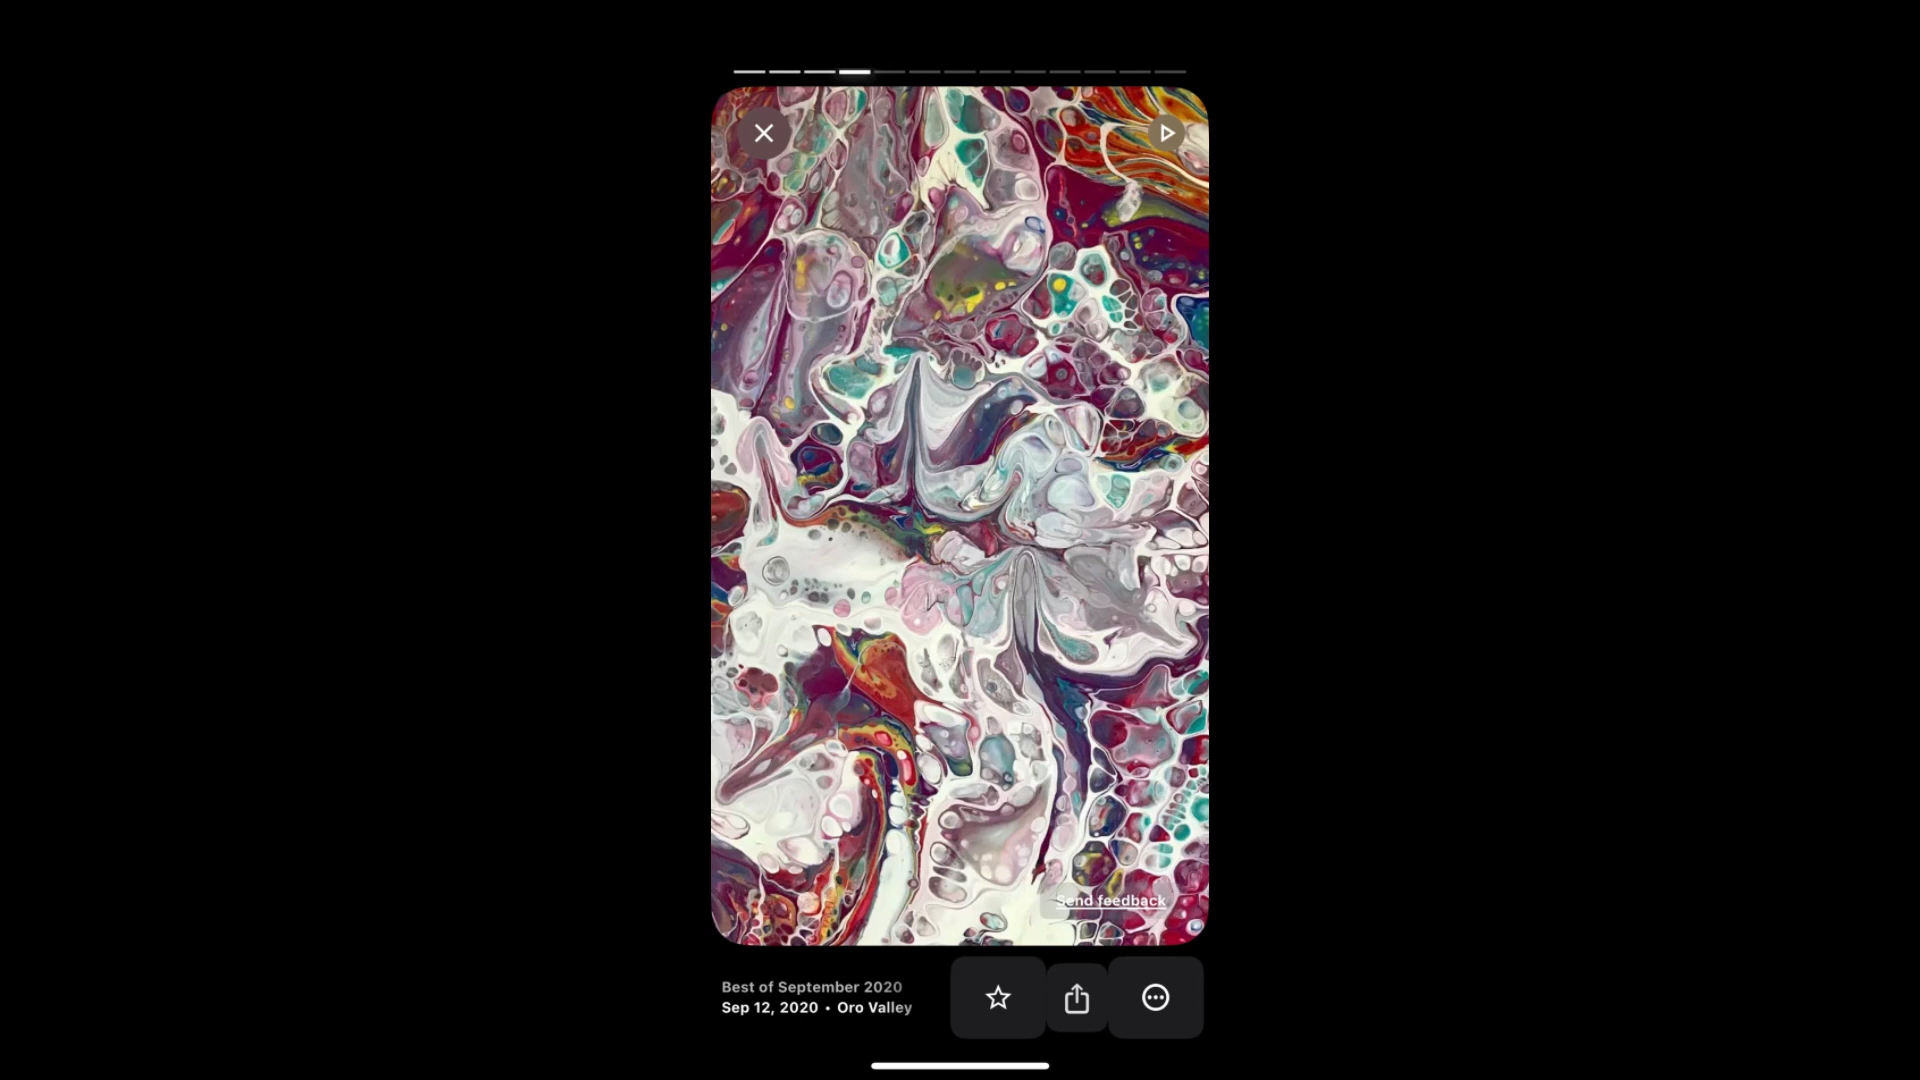 Send feedback
Best of September 2020
Sep 12, 2020 • Oro Valley